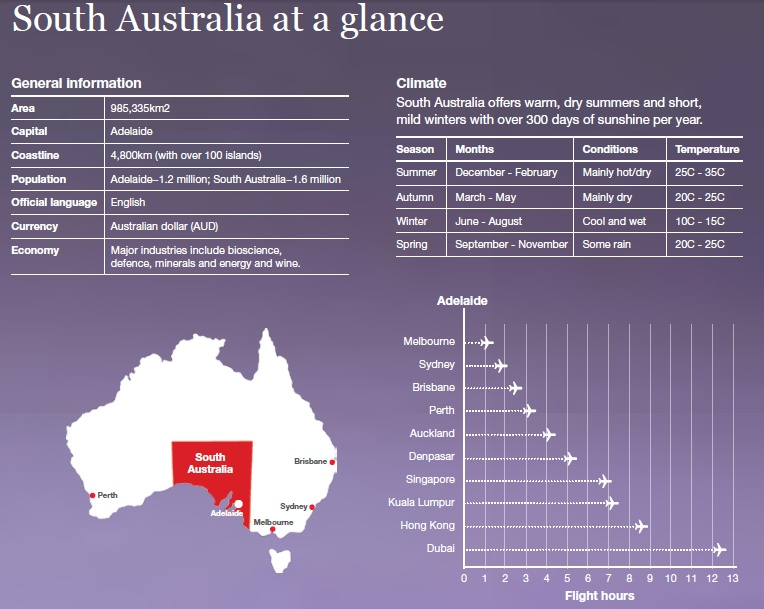 South Australia at a glance
General information
Area 985,335km2
Capital Adelaide
Coastline 4,800km (with over 100 islands)
Population Adelaide–1.2 million; South Australia–1.6 million
Official language English
Currency Australian dollar (AUD)
Economy Major industries include bioscience,
defence, minerals and energy and wine.
Climate
South Australia offers warm, dry summers and short,
mild winters with over 300 days of sunshine per year.
Season Months Conditions Temperature
Summer December - February Mainly hot/dry 25C - 35C
Autumn March - May Mainly dry 20C - 25C
Winter June - August Cool and wet 10C - 15C
Spring September - November Some rain 20C - 25C
South
Australia
Brisbane
Perth
Sydney
Adelaide
Melbourne
Adelaide
Melbourne
Sydney
Brisbane
Perth
Auckland
Denpasar
Singapore
Kuala Lumpur
Hong Kong
Dubai
0 1 2 3 4 5 6 7 8 9 10 11 12 13
Flight hours